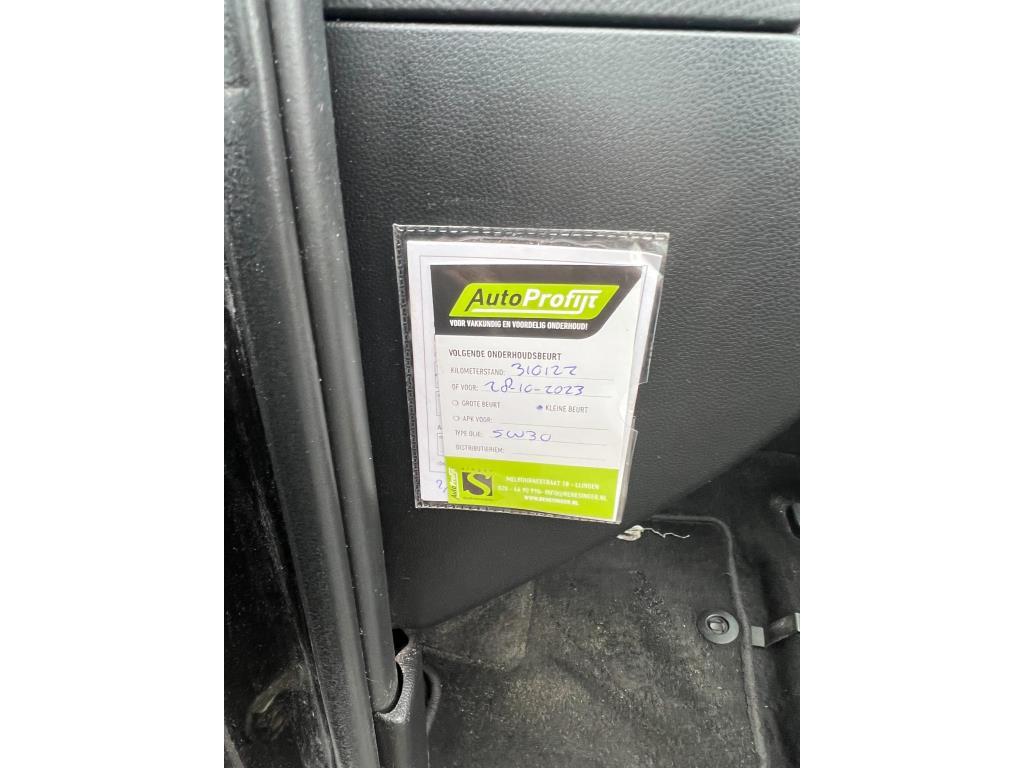 AutoProfijt
VOOR VAKKUNDIG EN VOORDELIG ONDERHOUD!
VOLGENDE ONDERHOUDSBEURT
KILOMETERSTAND: 310122
OF VOOR: 28-10-2023
GROTE BEURT KLEINE BEURT
APK VOOR:
TYPE OLIE: 5W30
DISTRIBUTIERIEM:
AutoProfijt
S